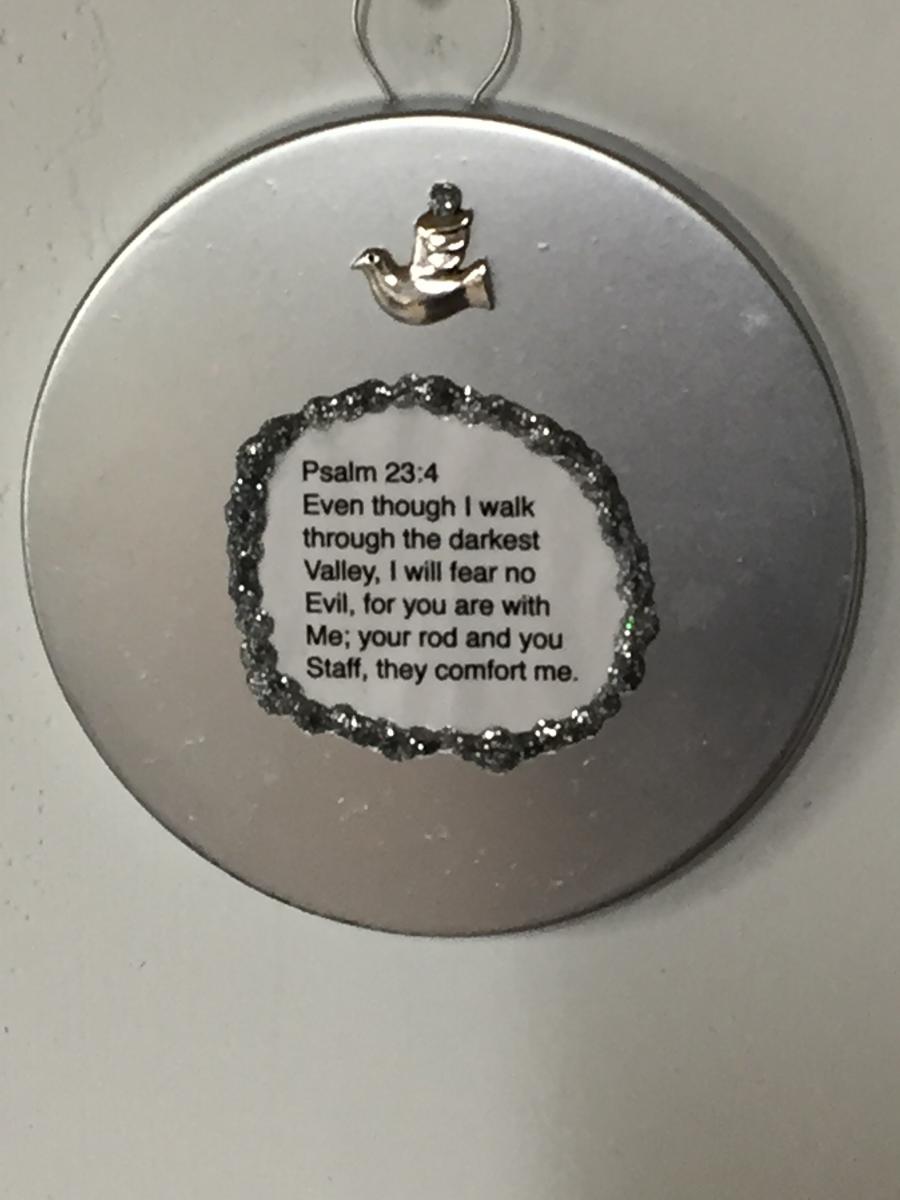 Psalm 23:4
Even though I walk
through the darkest
Valley, I will fear no
Evil, for you are with
Me; your rod and you
Staff, they comfort me.